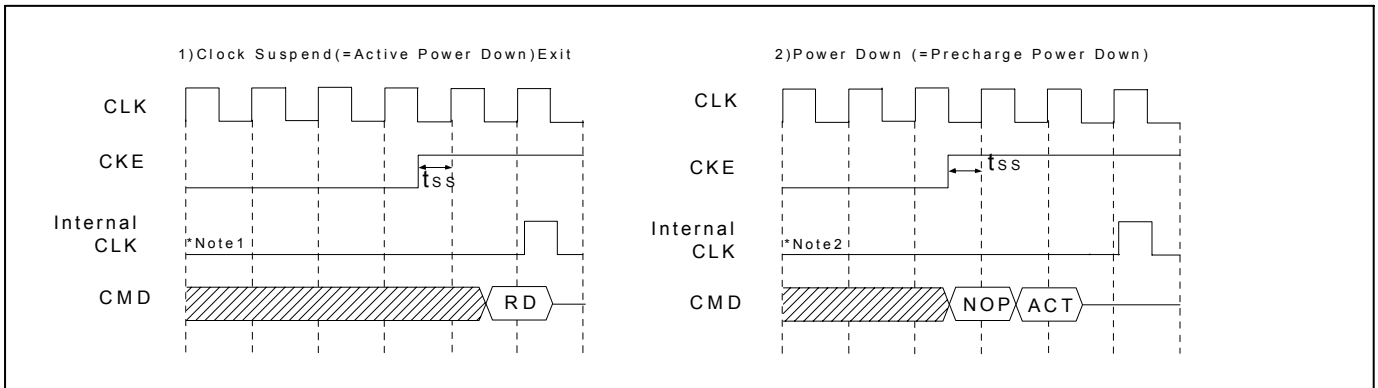 1)Clock Suspend(=Active Power Down)Exit
CLK
CKE
tss
Internal
CLK
*Note1
CMD
RD
2)Power Down (=Precharge Power Down)
CLK
CKE
tss
Internal
CLK
*Note2
CMD
NOP
ACT